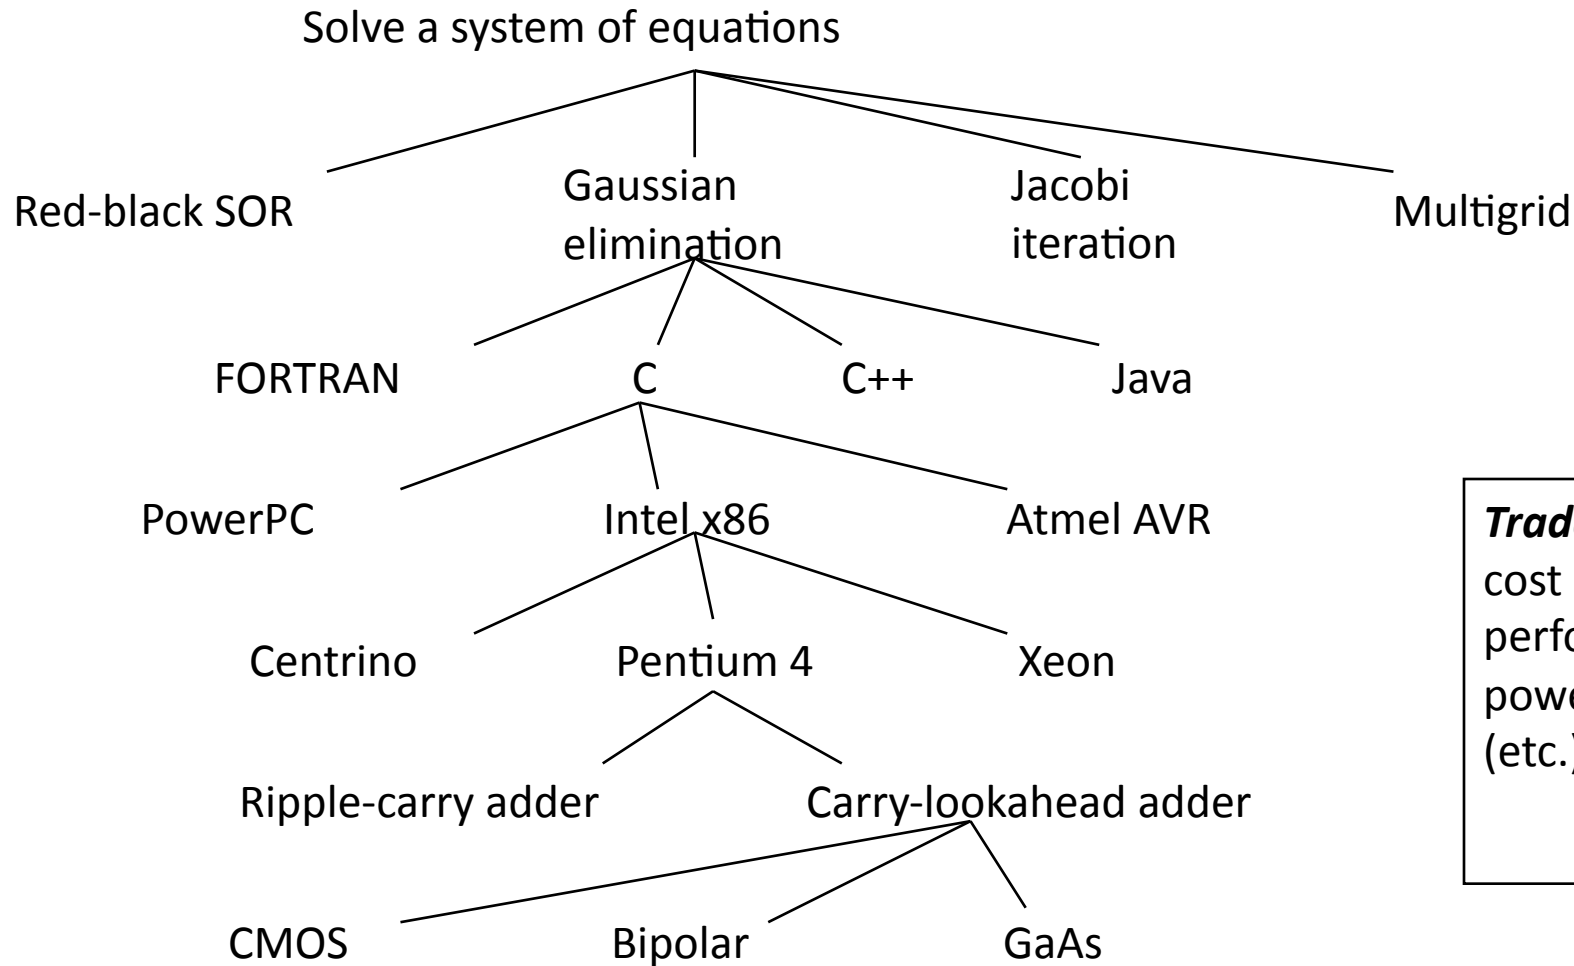 Solve a system of equations
Red-black SOR
Gaussian
elimination
Jacobi
iteration
Multigrid
FORTRAN
C
C++
Java
PowerPC
Intel x86
Atmel AVR
cost
(etc.)
Centrino
Pentium 4
Xeon
Ripple-carry adder
Carry-lookahead adder
CMOS
Bipolar
GaAs